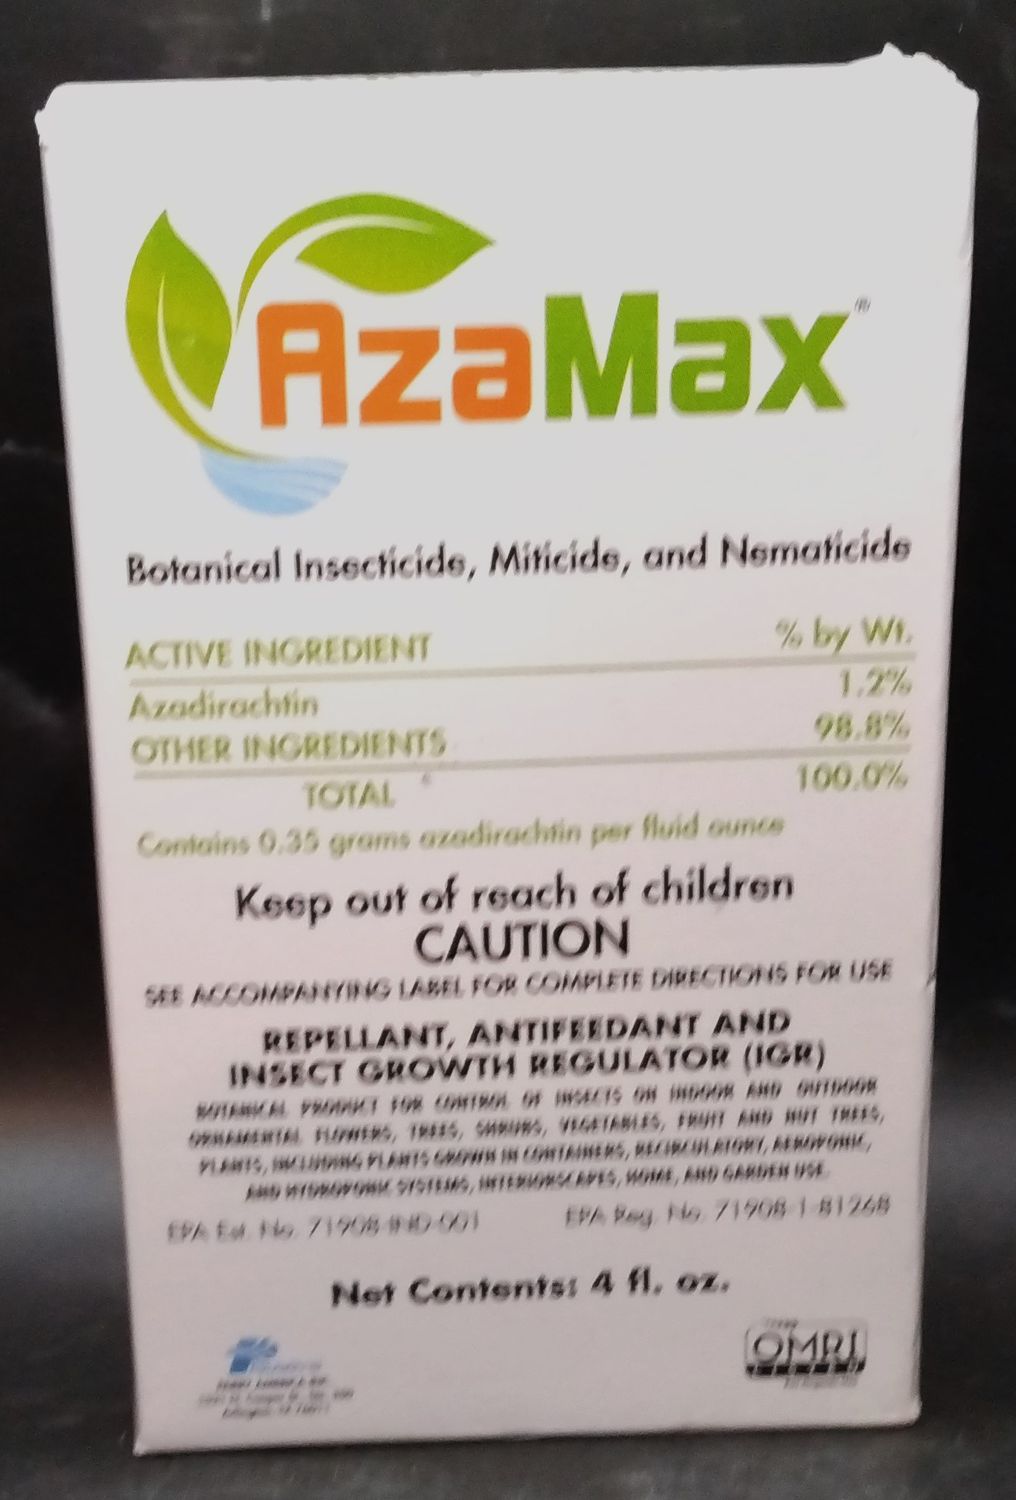 AzaMax®
Botanical Insecticide, Miticide, and Nematicide
ACTIVE INGREDIENT % by Wt.
Azadirachtin 1.2%
OTHER INGREDIENTS 98.8%
TOTAL 100.0%
Contains 0.35 grams azadirachtin per fluid ounce
Keep out of reach of children
CAUTION
SEE ACCOMPANYING LABEL FOR COMPLETE DIRECTIONS FOR USE
REPELLANT, ANTIFEEDANT AND
INSECT GROWTH REGULATOR (IGR)
BOTANICAL PRODUCT FOR CONTROL OF INSECTS ON INDOOR AND OUTDOOR
ORNAMENTAL FLOWERS, TREES, SHRUBS, VEGETABLES, FRUIT AND NUT TREES,
PLANTS, INCLUDING PLANTS GROWN IN CONTAINERS, RECIRCULATORY, AEROPONIC,
AND HYDROPONIC SYSTEMS, INTERIORSCAPES, HOME, AND GARDEN USE.
EPA Est. No. 71908-IND-001 EPA Reg. No. 71908-1-81268
Net Contents: 4 fl. oz.
OMRI